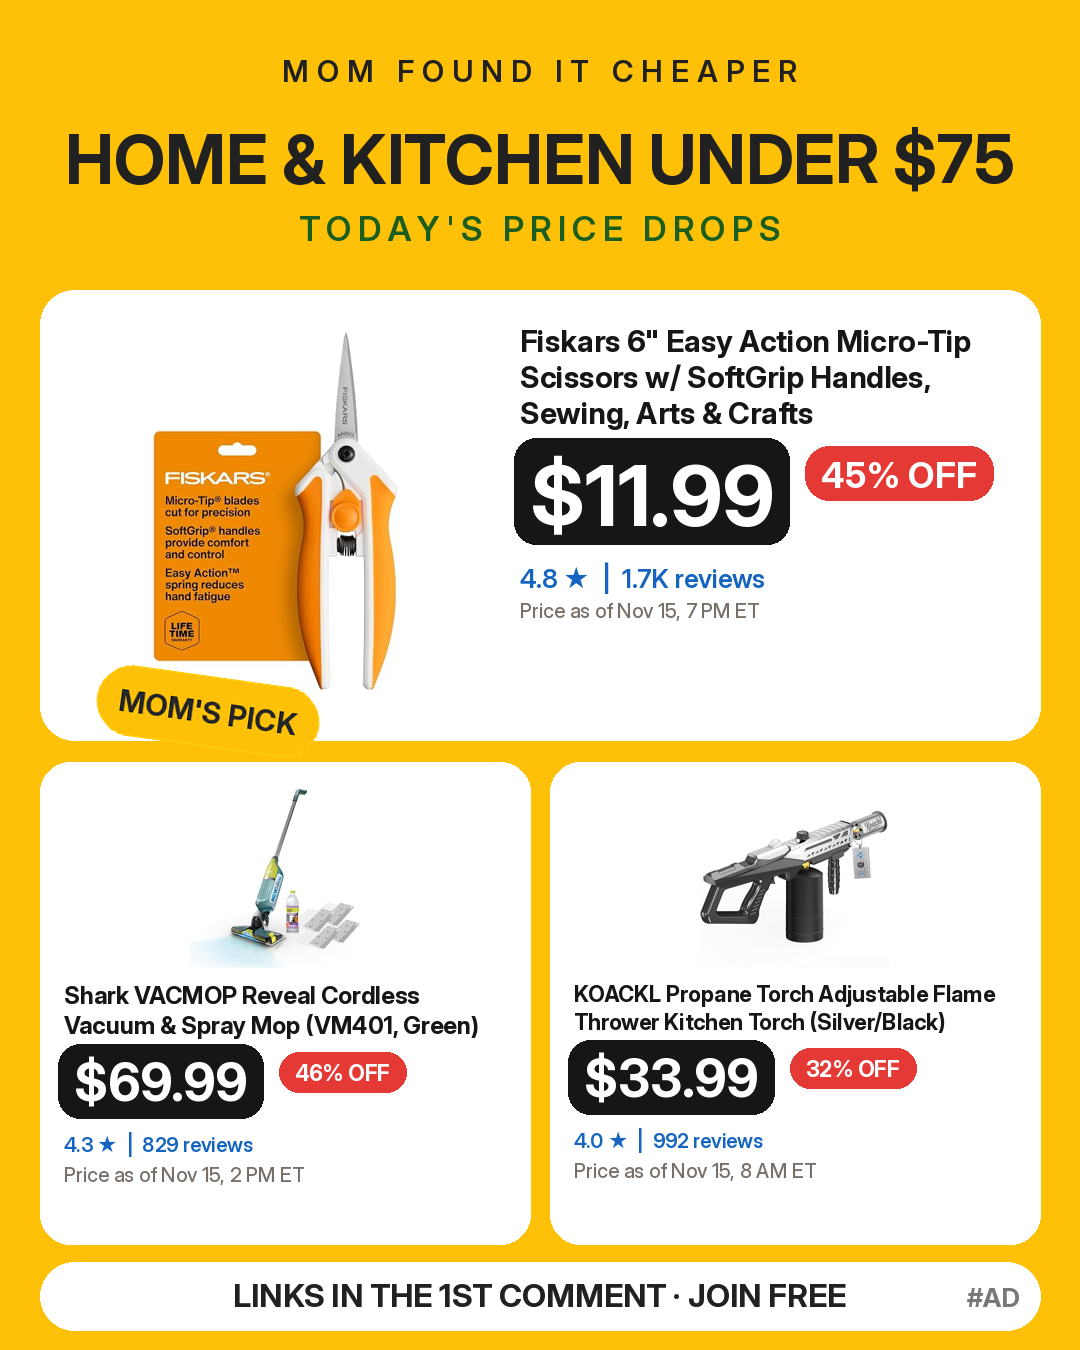 MOM FOUND IT CHEAPER
HOME & KITCHEN UNDER $75
TODAY'S PRICE DROPS
FISKARS®
Micro-Tip® blades
cut for precision
SoftGrip® handles
provide comfort
and control
Easy Action™
spring reduces
hand fatigue
LIFE
TIME
WARRANTY
FISKARS
MOM'S PICK
Fiskars 6" Easy Action Micro-Tip
Scissors w/ SoftGrip Handles,
Sewing, Arts & Crafts
$11.99
45% OFF
4.8 ★ | 1.7K reviews
Price as of Nov 15, 7 PM ET
Shark VACMOP Reveal Cordless
Vacuum & Spray Mop (VM401, Green)
$69.99
46% OFF
4.3 ★ | 829 reviews
Price as of Nov 15, 2 PM ET
KOACKL Propane Torch Adjustable Flame
Thrower Kitchen Torch (Silver/Black)
$33.99
32% OFF
4.0 ★ | 992 reviews
Price as of Nov 15, 8 AM ET
LINKS IN THE 1ST COMMENT · JOIN FREE
#AD